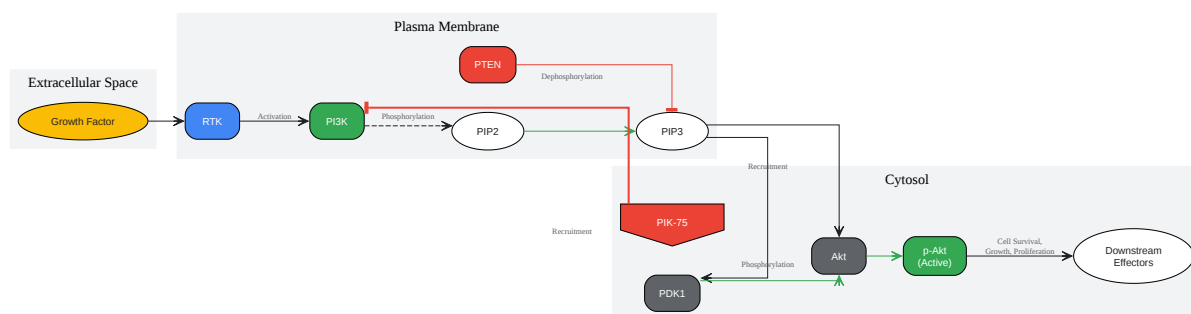 Plasma Membrane
Extracellular Space
PTEN
Dephosphorylation
Growth Factor
RTK
Activation
PI3K
Phosphorylation
PIP2
PIP3
Recruitment
Cytosol
PIK-75
Recruitment
Akt
p-Akt
(Active)
Cell Survival,
Growth, Proliferation
Downstream
Effectors
Phosphorylation
PDK1